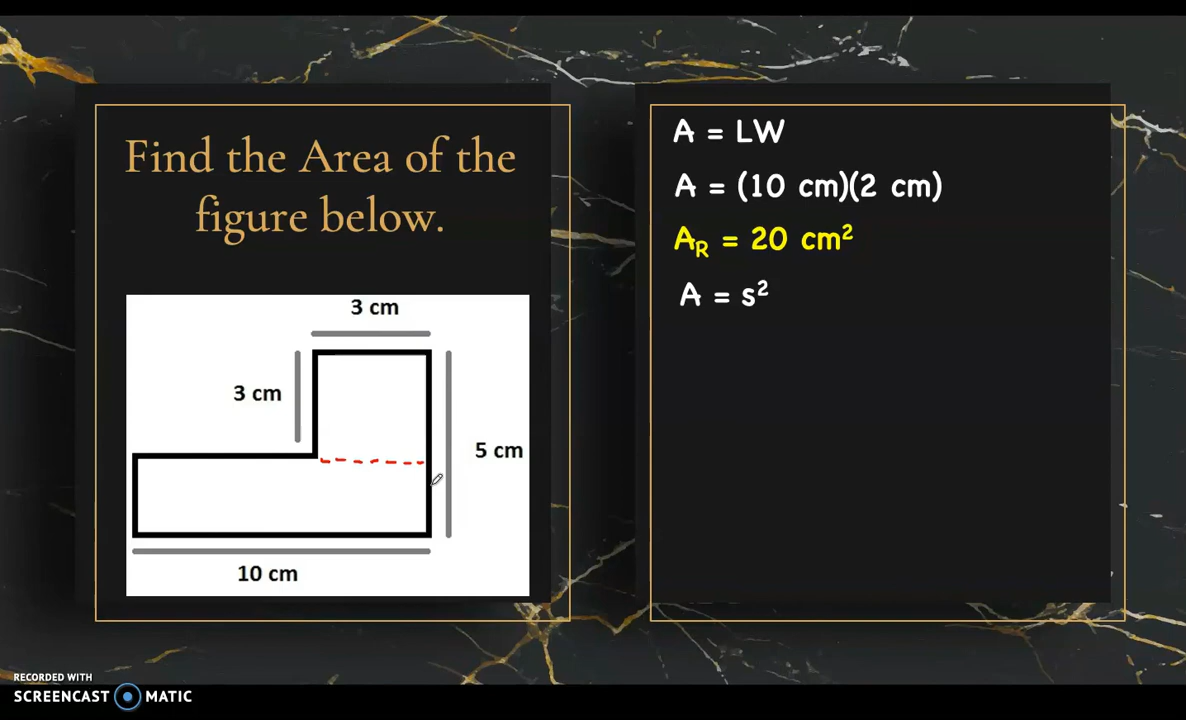 Find the Area of the
figure below.
3 cm
3 cm
5 cm
10 cm
A = LW
A = (10 cm)(2 cm)
A_R = 20 cm²
A = s²
RECORDED WITH
SCREENCAST MATIC